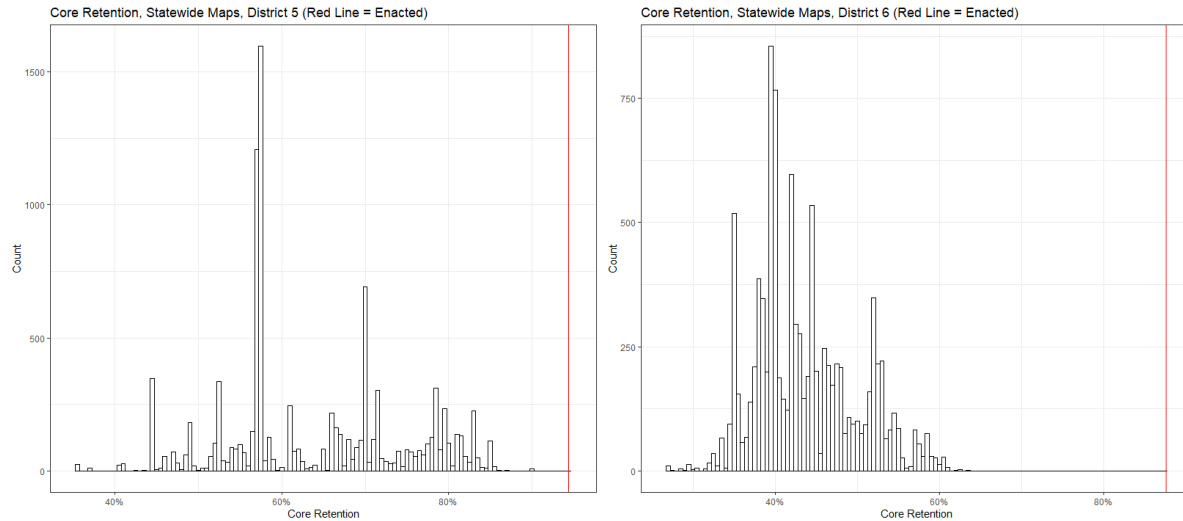 Core Retention, Statewide Maps, District 5 (Red Line = Enacted)
1500
1000
500
0
Count
40%
60%
80%
Core Retention
Core Retention, Statewide Maps, District 6 (Red Line = Enacted)
750
500
250
0
Count
40%
60%
80%
Core Retention